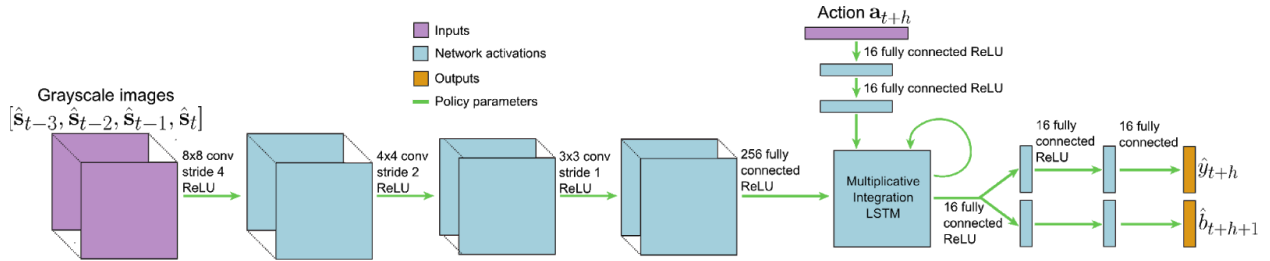 Action a_{t+h}
Inputs
Network activations
Outputs
Policy parameters
16 fully connected ReLU
16 fully connected ReLU
Grayscale images
[ŝ_{t−3}, ŝ_{t−2}, ŝ_{t−1}, ŝ_t]
8x8 conv
stride 4
ReLU
4x4 conv
stride 2
ReLU
3x3 conv
stride 1
ReLU
256 fully
connected
ReLU
Multiplicative
Integration
LSTM
16 fully
connected
ReLU
16 fully
connected
ReLU
16 fully
connected
ŷ_{t+h}
b̂_{t+h+1}